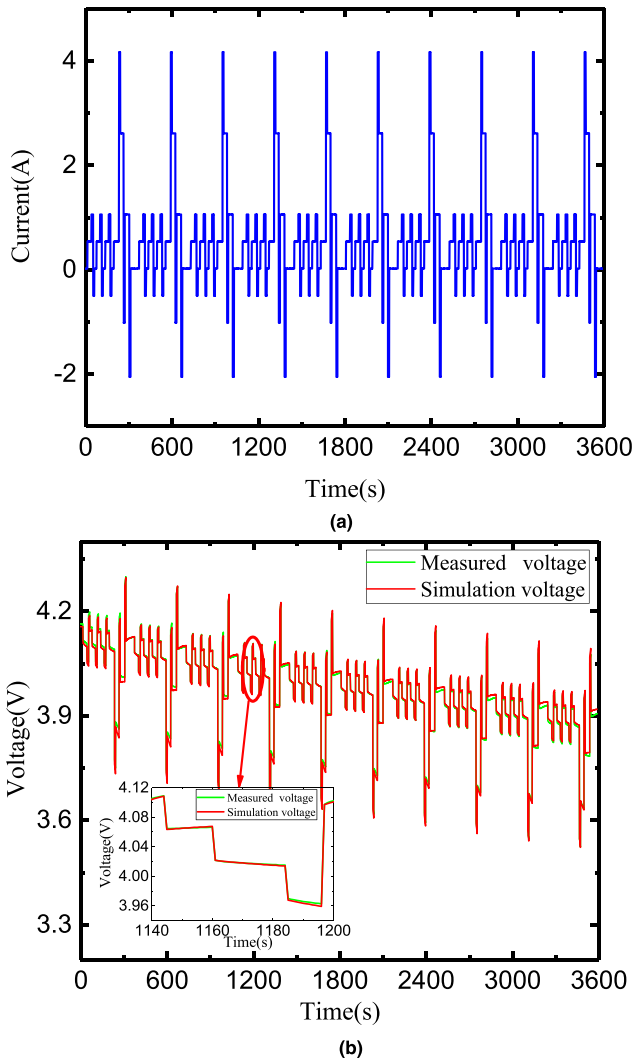 4
2
0
-2
Current(A)
0 600 1200 1800 2400 3000 3600
Time(s)
(a)
Measured voltage
Simulation voltage
4.2
3.9
3.6
3.3
Voltage(V)
4.12
4.08
4.04
4.00
3.96
Voltage(V)
Measured voltage
Simulation voltage
1140 1160 1180 1200
Time(s)
0 600 1200 1800 2400 3000 3600
Time(s)
(b)